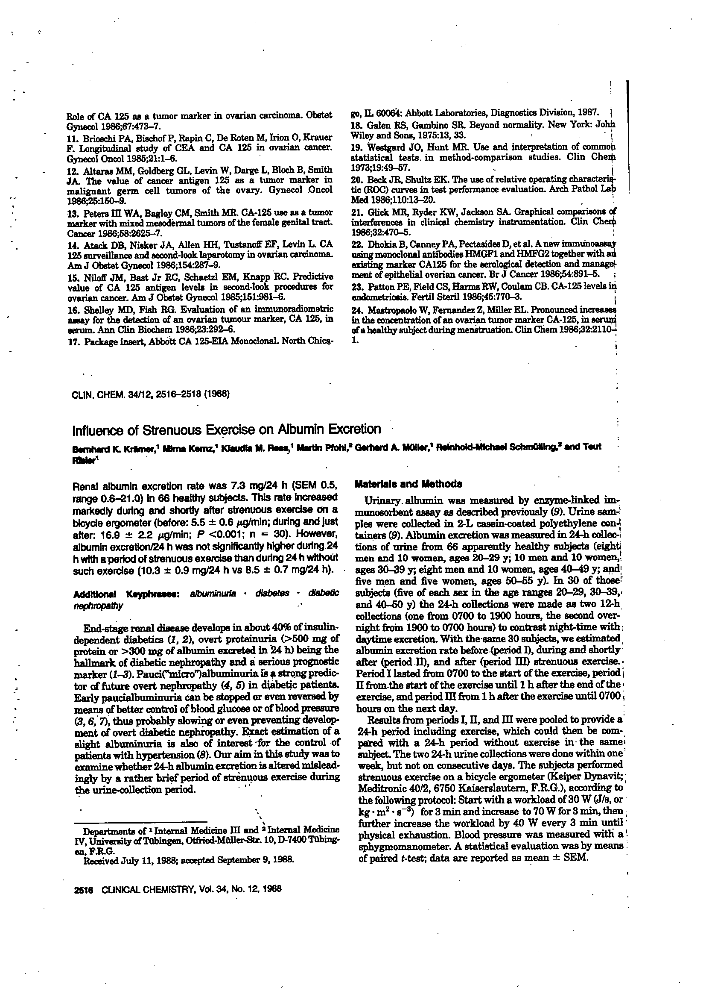 Role of CA 125 as a tumor marker in ovarian carcinoma. Obstet
Gynecol 1986;67:473–7.
11. Brioschi PA, Bischof P, Rapin C, De Roten M, Irion O, Krauer
F. Longitudinal study of CEA and CA 125 in ovarian cancer.
Gynecol Oncol 1985;21:1–6.
12. Altaras MM, Goldberg GL, Levin W, Darge L, Bloch B, Smith
JA. The value of cancer antigen 125 as a tumor marker in
malignant germ cell tumors of the ovary. Gynecol Oncol
1986;25:150–9.
13. Peters III WA, Bagley CM, Smith MR. CA-125 use as a tumor
marker with mixed mesodermal tumors of the female genital tract.
Cancer 1986;58:2625–7.
14. Atack DB, Nisker JA, Allen HH, Tustanoff EF, Levin L. CA
125 surveillance and second-look laparotomy in ovarian carcinoma.
Am J Obstet Gynecol 1986;154:287–9.
15. Niloff JM, Bast Jr RC, Schaetzl EM, Knapp RC. Predictive
value of CA 125 antigen levels in second-look procedures for
ovarian cancer. Am J Obstet Gynecol 1985;151:981–6.
16. Shelley MD, Fish RG. Evaluation of an immunoradiometric
assay for the detection of an ovarian tumour marker, CA 125, in
serum. Ann Clin Biochem 1986;23:292–6.
17. Package insert, Abbott CA 125-EIA Monoclonal. North Chica-
go, IL 60064: Abbott Laboratories, Diagnostics Division, 1987.
18. Galen RS, Gambino SR. Beyond normality. New York: John
Wiley and Sons, 1975:13, 33.
19. Westgard JO, Hunt MR. Use and interpretation of common
statistical tests in method-comparison studies. Clin Chem
1973;19:49–57.
20. Beck JR, Shultz EK. The use of relative operating characteris-
tic (ROC) curves in test performance evaluation. Arch Pathol Lab
Med 1986;110:13–20.
21. Glick MR, Ryder KW, Jackson SA. Graphical comparisons of
interferences in clinical chemistry instrumentation. Clin Chem
1986;32:470–5.
22. Dhokia B, Canney PA, Pectasides D, et al. A new immunoassay
using monoclonal antibodies HMGF1 and HMFG2 together with an
existing marker CA125 for the serological detection and manage-
ment of epithelial overian cancer. Br J Cancer 1986;54:891–5.
23. Patton PE, Field CS, Harms RW, Coulam CB. CA-125 levels in
endometriosis. Fertil Steril 1986;45:770–3.
24. Mastropaolo W, Fernandez Z, Miller EL. Pronounced increases
in the concentration of an ovarian tumor marker CA-125, in serum
of a healthy subject during menstruation. Clin Chem 1986;32:2110–
1.
CLIN. CHEM. 34/12, 2516–2518 (1988)
Influence of Strenuous Exercise on Albumin Excretion
Bernhard K. Krämer,¹ Mirna Kernz,¹ Klaudia M. Ress,¹ Martin Pfohl,² Gerhard A. Müller,¹ Reinhold-Michael Schmülling,² and Teut
Risler¹
Renal albumin excretion rate was 7.3 mg/24 h (SEM 0.5,
range 0.6–21.0) in 66 healthy subjects. This rate increased
markedly during and shortly after strenuous exercise on a
bicycle ergometer (before: 5.5 ± 0.6 μg/min; during and just
after: 16.9 ± 2.2 μg/min; P <0.001; n = 30). However,
albumin excretion/24 h was not significantly higher during 24
h with a period of strenuous exercise than during 24 h without
such exercise (10.3 ± 0.9 mg/24 h vs 8.5 ± 0.7 mg/24 h).
Additional Keyphrases: albuminuria · diabetes · diabetic
nephropathy
End-stage renal disease develops in about 40% of insulin-
dependent diabetics (1, 2), overt proteinuria (>500 mg of
protein or >300 mg of albumin excreted in 24 h) being the
hallmark of diabetic nephropathy and a serious prognostic
marker (1–3). Pauci("micro")albuminuria is a strong predic-
tor of future overt nephropathy (4, 5) in diabetic patients.
Early paucialbuminuria can be stopped or even reversed by
means of better control of blood glucose or of blood pressure
(3, 6, 7), thus probably slowing or even preventing develop-
ment of overt diabetic nephropathy. Exact estimation of a
slight albuminuria is also of interest for the control of
patients with hypertension (8). Our aim in this study was to
examine whether 24-h albumin excretion is altered mislead-
ingly by a rather brief period of strenuous exercise during
the urine-collection period.
Departments of ¹ Internal Medicine III and ² Internal Medicine
IV, University of Tübingen, Otfried-Müller-Str. 10, D-7400 Tübing-
en, F.R.G.
Received July 11, 1988; accepted September 9, 1988.
Materials and Methods
Urinary albumin was measured by enzyme-linked im-
munosorbent assay as described previously (9). Urine sam-
ples were collected in 2-L casein-coated polyethylene con-
tainers (9). Albumin excretion was measured in 24-h collec-
tions of urine from 66 apparently healthy subjects (eight
men and 10 women, ages 20–29 y; 10 men and 10 women,
ages 30–39 y; eight men and 10 women, ages 40–49 y; and
five men and five women, ages 50–55 y). In 30 of those
subjects (five of each sex in the age ranges 20–29, 30–39,
and 40–50 y) the 24-h collections were made as two 12-h
collections (one from 0700 to 1900 hours, the second over-
night from 1900 to 0700 hours) to contrast night-time with
daytime excretion. With the same 30 subjects, we estimated
albumin excretion rate before (period I), during and shortly
after (period II), and after (period III) strenuous exercise.
Period I lasted from 0700 to the start of the exercise, period
II from the start of the exercise until 1 h after the end of the
exercise, and period III from 1 h after the exercise until 0700
hours on the next day.
Results from periods I, II, and III were pooled to provide a
24-h period including exercise, which could then be com-
pared with a 24-h period without exercise in the same
subject. The two 24-h urine collections were done within one
week, but not on consecutive days. The subjects performed
strenuous exercise on a bicycle ergometer (Keiper Dynavit;
Meditronic 40/2, 6750 Kaiserslautern, F.R.G.), according to
the following protocol: Start with a workload of 30 W (J/s, or
kg · m² · s⁻³) for 3 min and increase to 70 W for 3 min, then
further increase the workload by 40 W every 3 min until
physical exhaustion. Blood pressure was measured with a
sphygmomanometer. A statistical evaluation was by means
of paired t-test; data are reported as mean ± SEM.
2516 CLINICAL CHEMISTRY, Vol. 34, No. 12, 1988